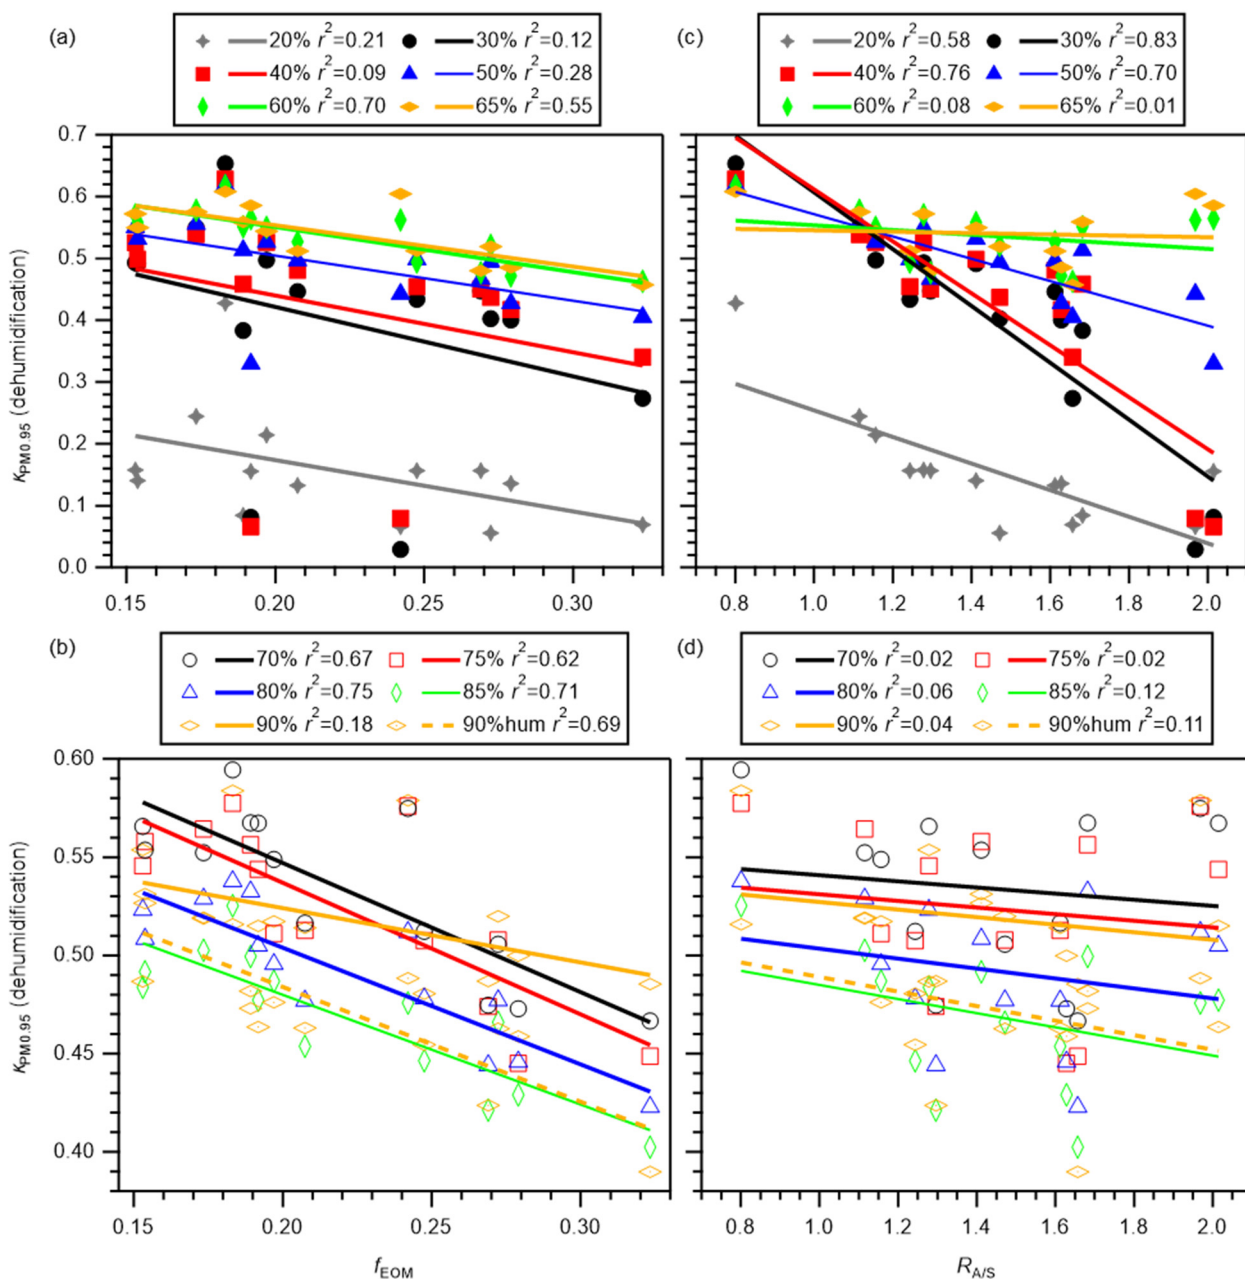 (a)
20% r²=0.21 30% r²=0.12
40% r²=0.09 50% r²=0.28
60% r²=0.70 65% r²=0.55
0.7
0.6
0.5
0.4
0.3
0.2
0.1
0.0
κPM0.95 (dehumidification)
0.15 0.20 0.25 0.30
(c)
20% r²=0.58 30% r²=0.83
40% r²=0.76 50% r²=0.70
60% r²=0.08 65% r²=0.01
0.8 1.0 1.2 1.4 1.6 1.8 2.0
(b)
70% r²=0.67 75% r²=0.62
80% r²=0.75 85% r²=0.71
90% r²=0.18 90%hum r²=0.69
0.60
0.55
0.50
0.45
0.40
κPM0.95 (dehumidification)
0.15 0.20 0.25 0.30
fEOM
(d)
70% r²=0.02 75% r²=0.02
80% r²=0.06 85% r²=0.12
90% r²=0.04 90%hum r²=0.11
0.8 1.0 1.2 1.4 1.6 1.8 2.0
RA/S